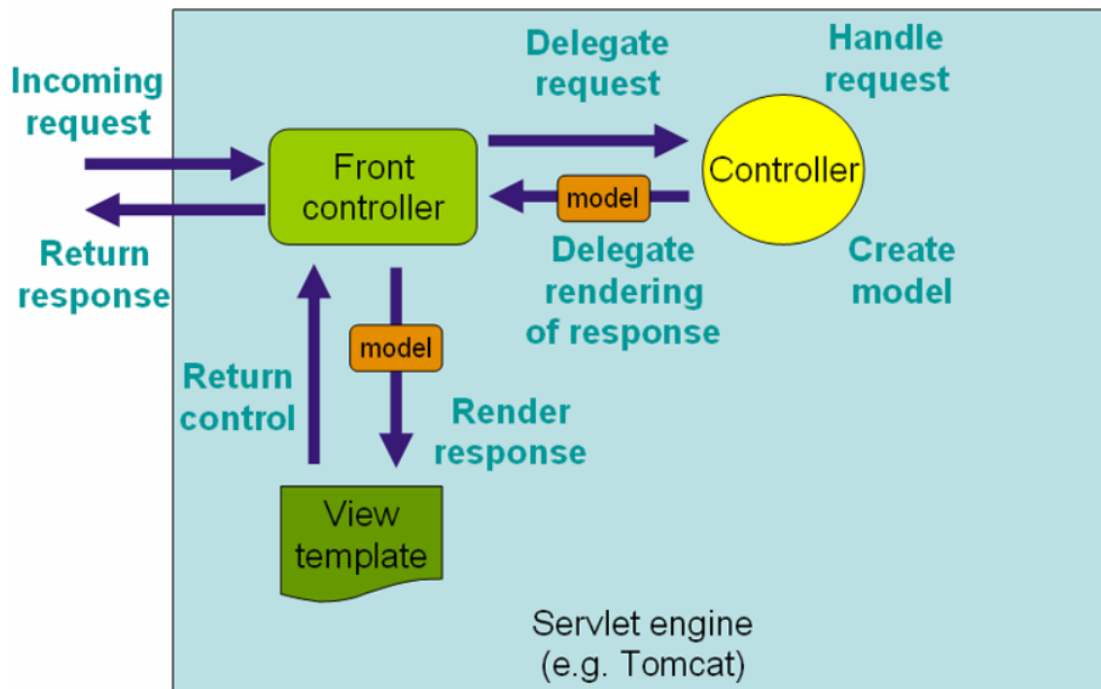 Incoming
request
Delegate
request
Handle
request
Front
controller
Controller
model
Return
response
Delegate
rendering
of response
Create
model
model
Return
control
Render
response
View
template
Servlet engine
(e.g. Tomcat)